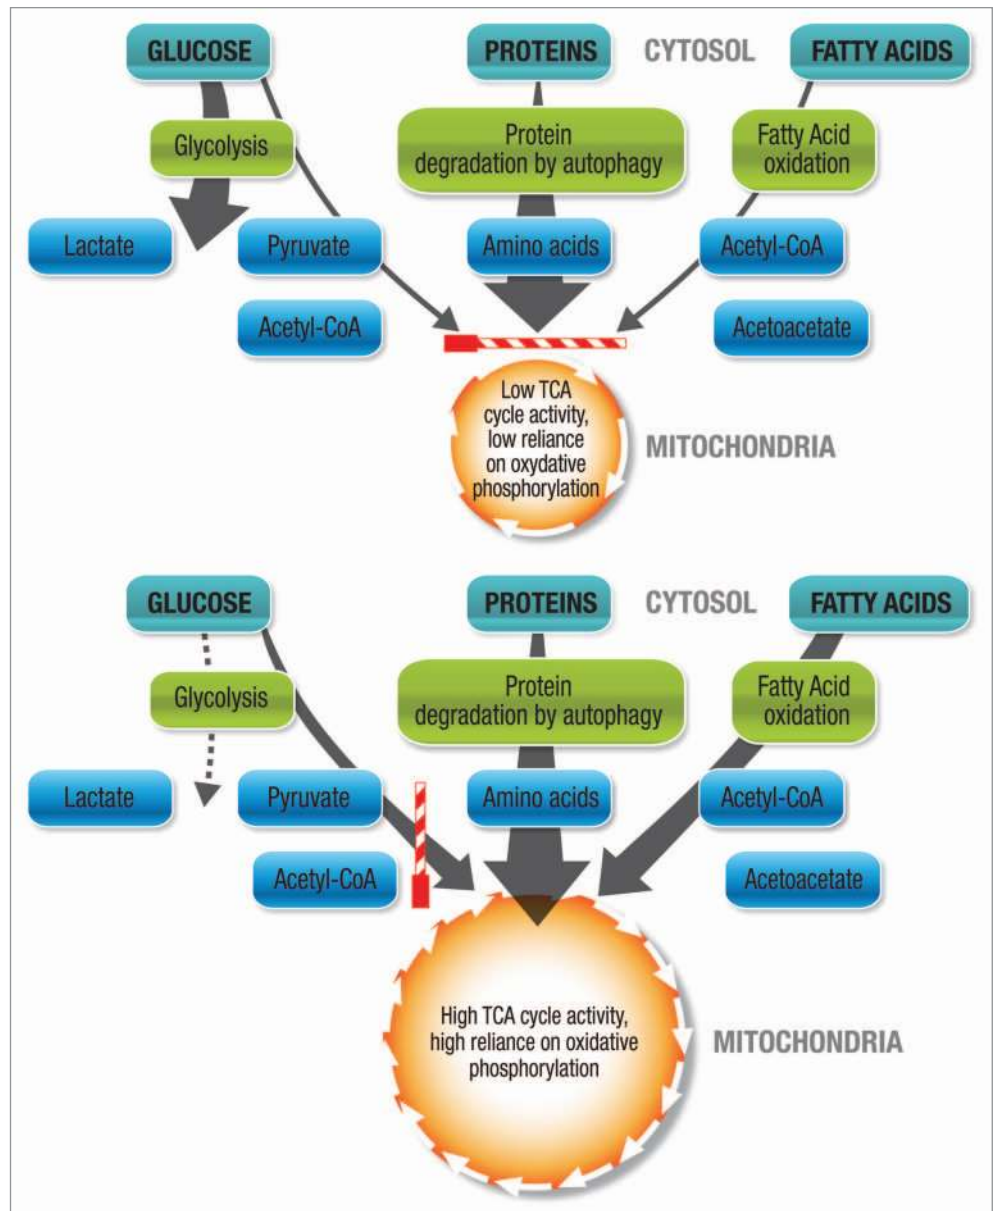 GLUCOSE
PROTEINS
CYTOSOL
FATTY ACIDS
Glycolysis
Protein
degradation by autophagy
Fatty Acid
oxidation
Lactate
Pyruvate
Amino acids
Acetyl-CoA
Acetyl-CoA
Acetoacetate
Low TCA
cycle activity,
low reliance
on oxydative
phosphorylation
MITOCHONDRIA
GLUCOSE
PROTEINS
CYTOSOL
FATTY ACIDS
Glycolysis
Protein
degradation by autophagy
Fatty Acid
oxidation
Lactate
Pyruvate
Amino acids
Acetyl-CoA
Acetyl-CoA
Acetoacetate
High TCA cycle activity,
high reliance on oxidative
phosphorylation
MITOCHONDRIA